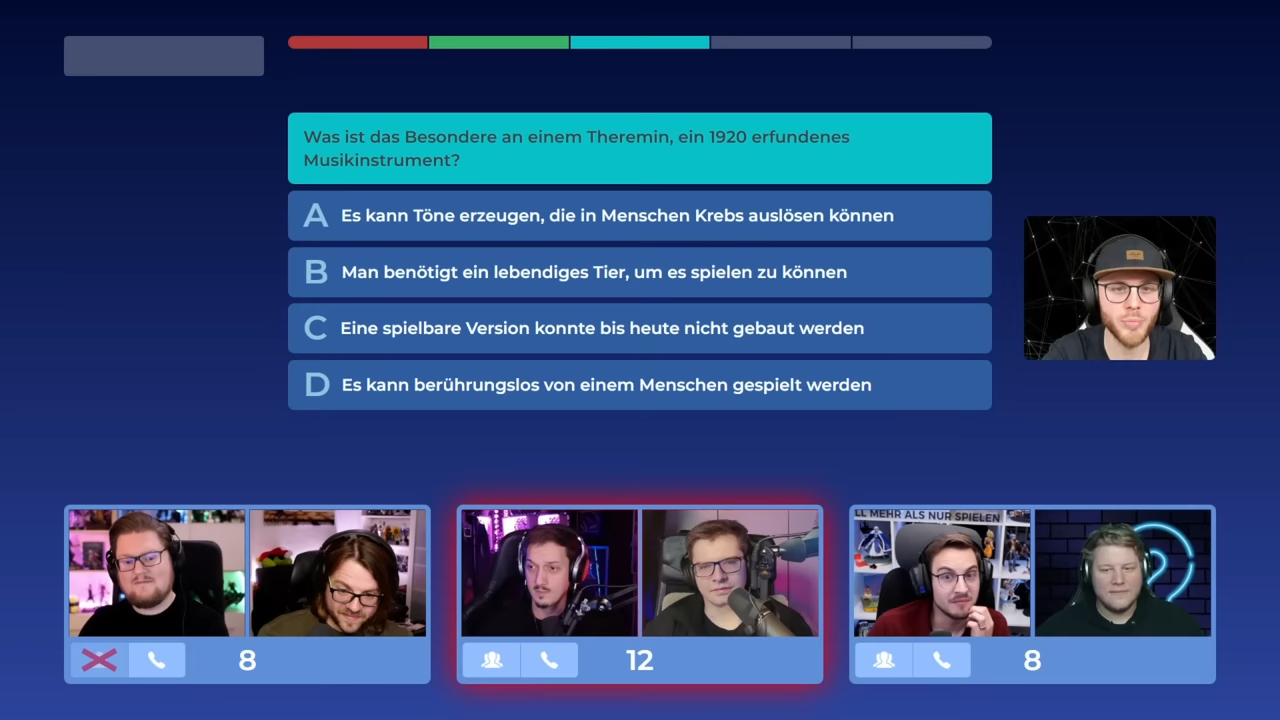 Was ist das Besondere an einem Theremin, ein 1920 erfundenes
Musikinstrument?
A Es kann Töne erzeugen, die in Menschen Krebs auslösen können
B Man benötigt ein lebendiges Tier, um es spielen zu können
C Eine spielbare Version konnte bis heute nicht gebaut werden
D Es kann berührungslos von einem Menschen gespielt werden
LL MEHR ALS NUR SPIELEN
8
12
8